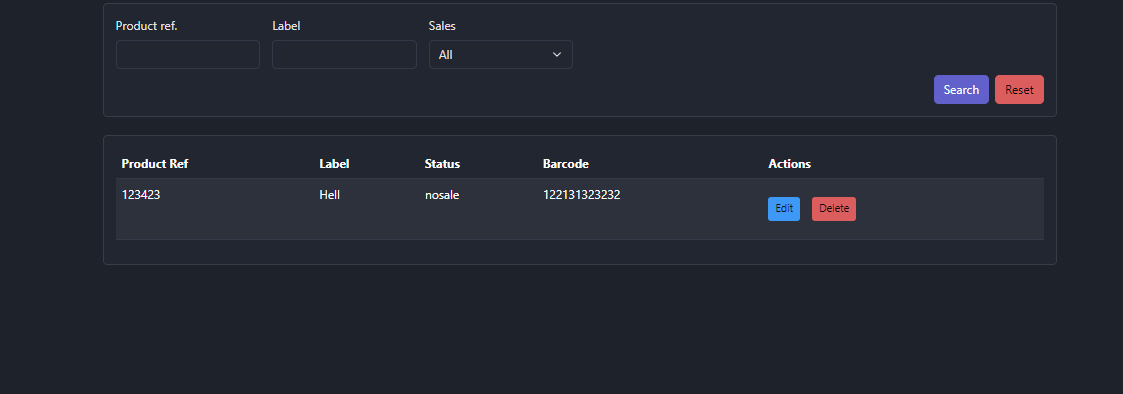 Product ref. Label Sales
All
Search Reset
Product Ref Label Status Barcode Actions
123423 Hell nosale 122131323232
Edit Delete